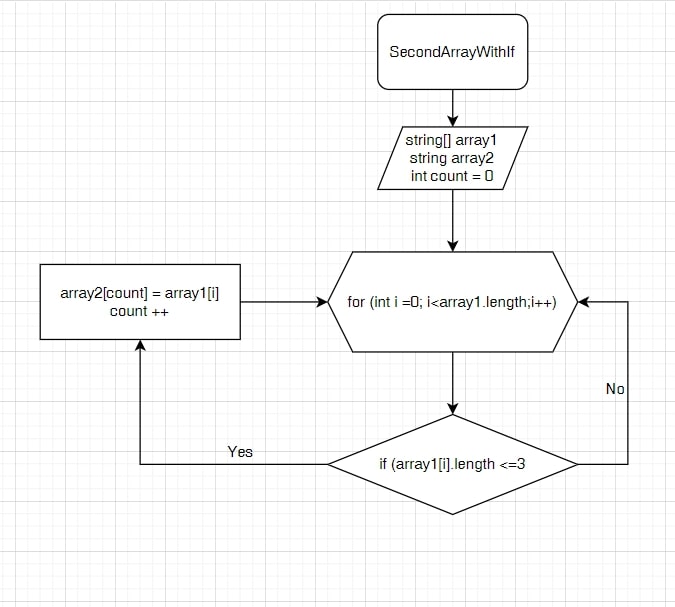 SecondArrayWithIf
string[] array1
string array2
int count = 0
for (int i =0; i<array1.length;i++)
array2[count] = array1[i]
count ++
No
Yes
if (array1[i].length <=3